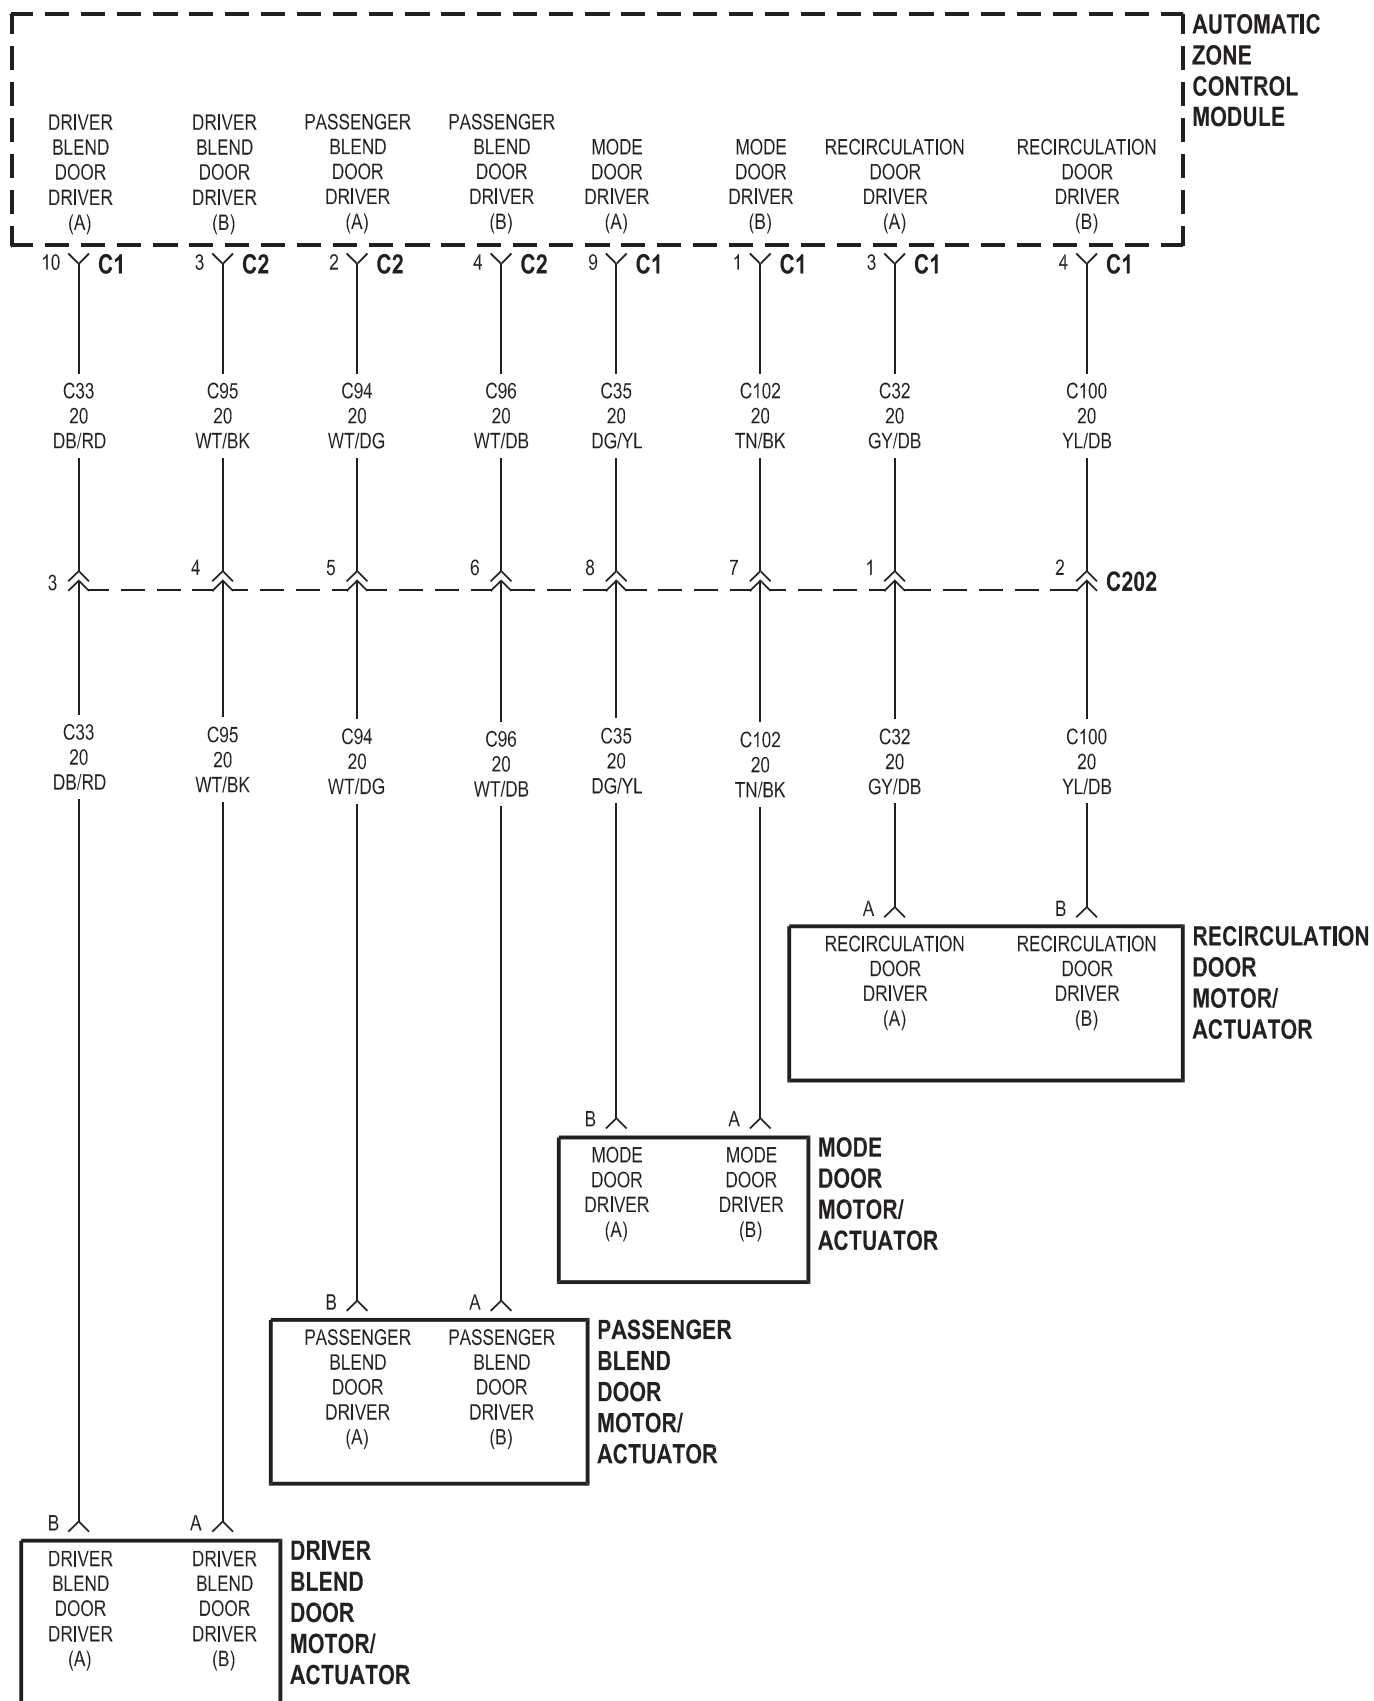 AUTOMATIC
ZONE
CONTROL
MODULE
DRIVER
BLEND
DOOR
DRIVER
(A)
DRIVER
BLEND
DOOR
DRIVER
(B)
PASSENGER
BLEND
DOOR
DRIVER
(A)
PASSENGER
BLEND
DOOR
DRIVER
(B)
MODE
DOOR
DRIVER
(A)
MODE
DOOR
DRIVER
(B)
RECIRCULATION
DOOR
DRIVER
(A)
RECIRCULATION
DOOR
DRIVER
(B)
10 C1
3 C2
2 C2
4 C2
9 C1
1 C1
3 C1
4 C1
C33
20
DB/RD
C95
20
WT/BK
C94
20
WT/DG
C96
20
WT/DB
C35
20
DG/YL
C102
20
TN/BK
C32
20
GY/DB
C100
20
YL/DB
3
4
5
6
8
7
1
2
C202
C33
20
DB/RD
C95
20
WT/BK
C94
20
WT/DG
C96
20
WT/DB
C35
20
DG/YL
C102
20
TN/BK
C32
20
GY/DB
C100
20
YL/DB
A
B
RECIRCULATION
DOOR
DRIVER
(A)
RECIRCULATION
DOOR
DRIVER
(B)
RECIRCULATION
DOOR
MOTOR/
ACTUATOR
B
A
MODE
DOOR
DRIVER
(A)
MODE
DOOR
DRIVER
(B)
MODE
DOOR
MOTOR/
ACTUATOR
B
A
PASSENGER
BLEND
DOOR
DRIVER
(A)
PASSENGER
BLEND
DOOR
DRIVER
(B)
PASSENGER
BLEND
DOOR
MOTOR/
ACTUATOR
B
A
DRIVER
BLEND
DOOR
DRIVER
(A)
DRIVER
BLEND
DOOR
DRIVER
(B)
DRIVER
BLEND
DOOR
MOTOR/
ACTUATOR